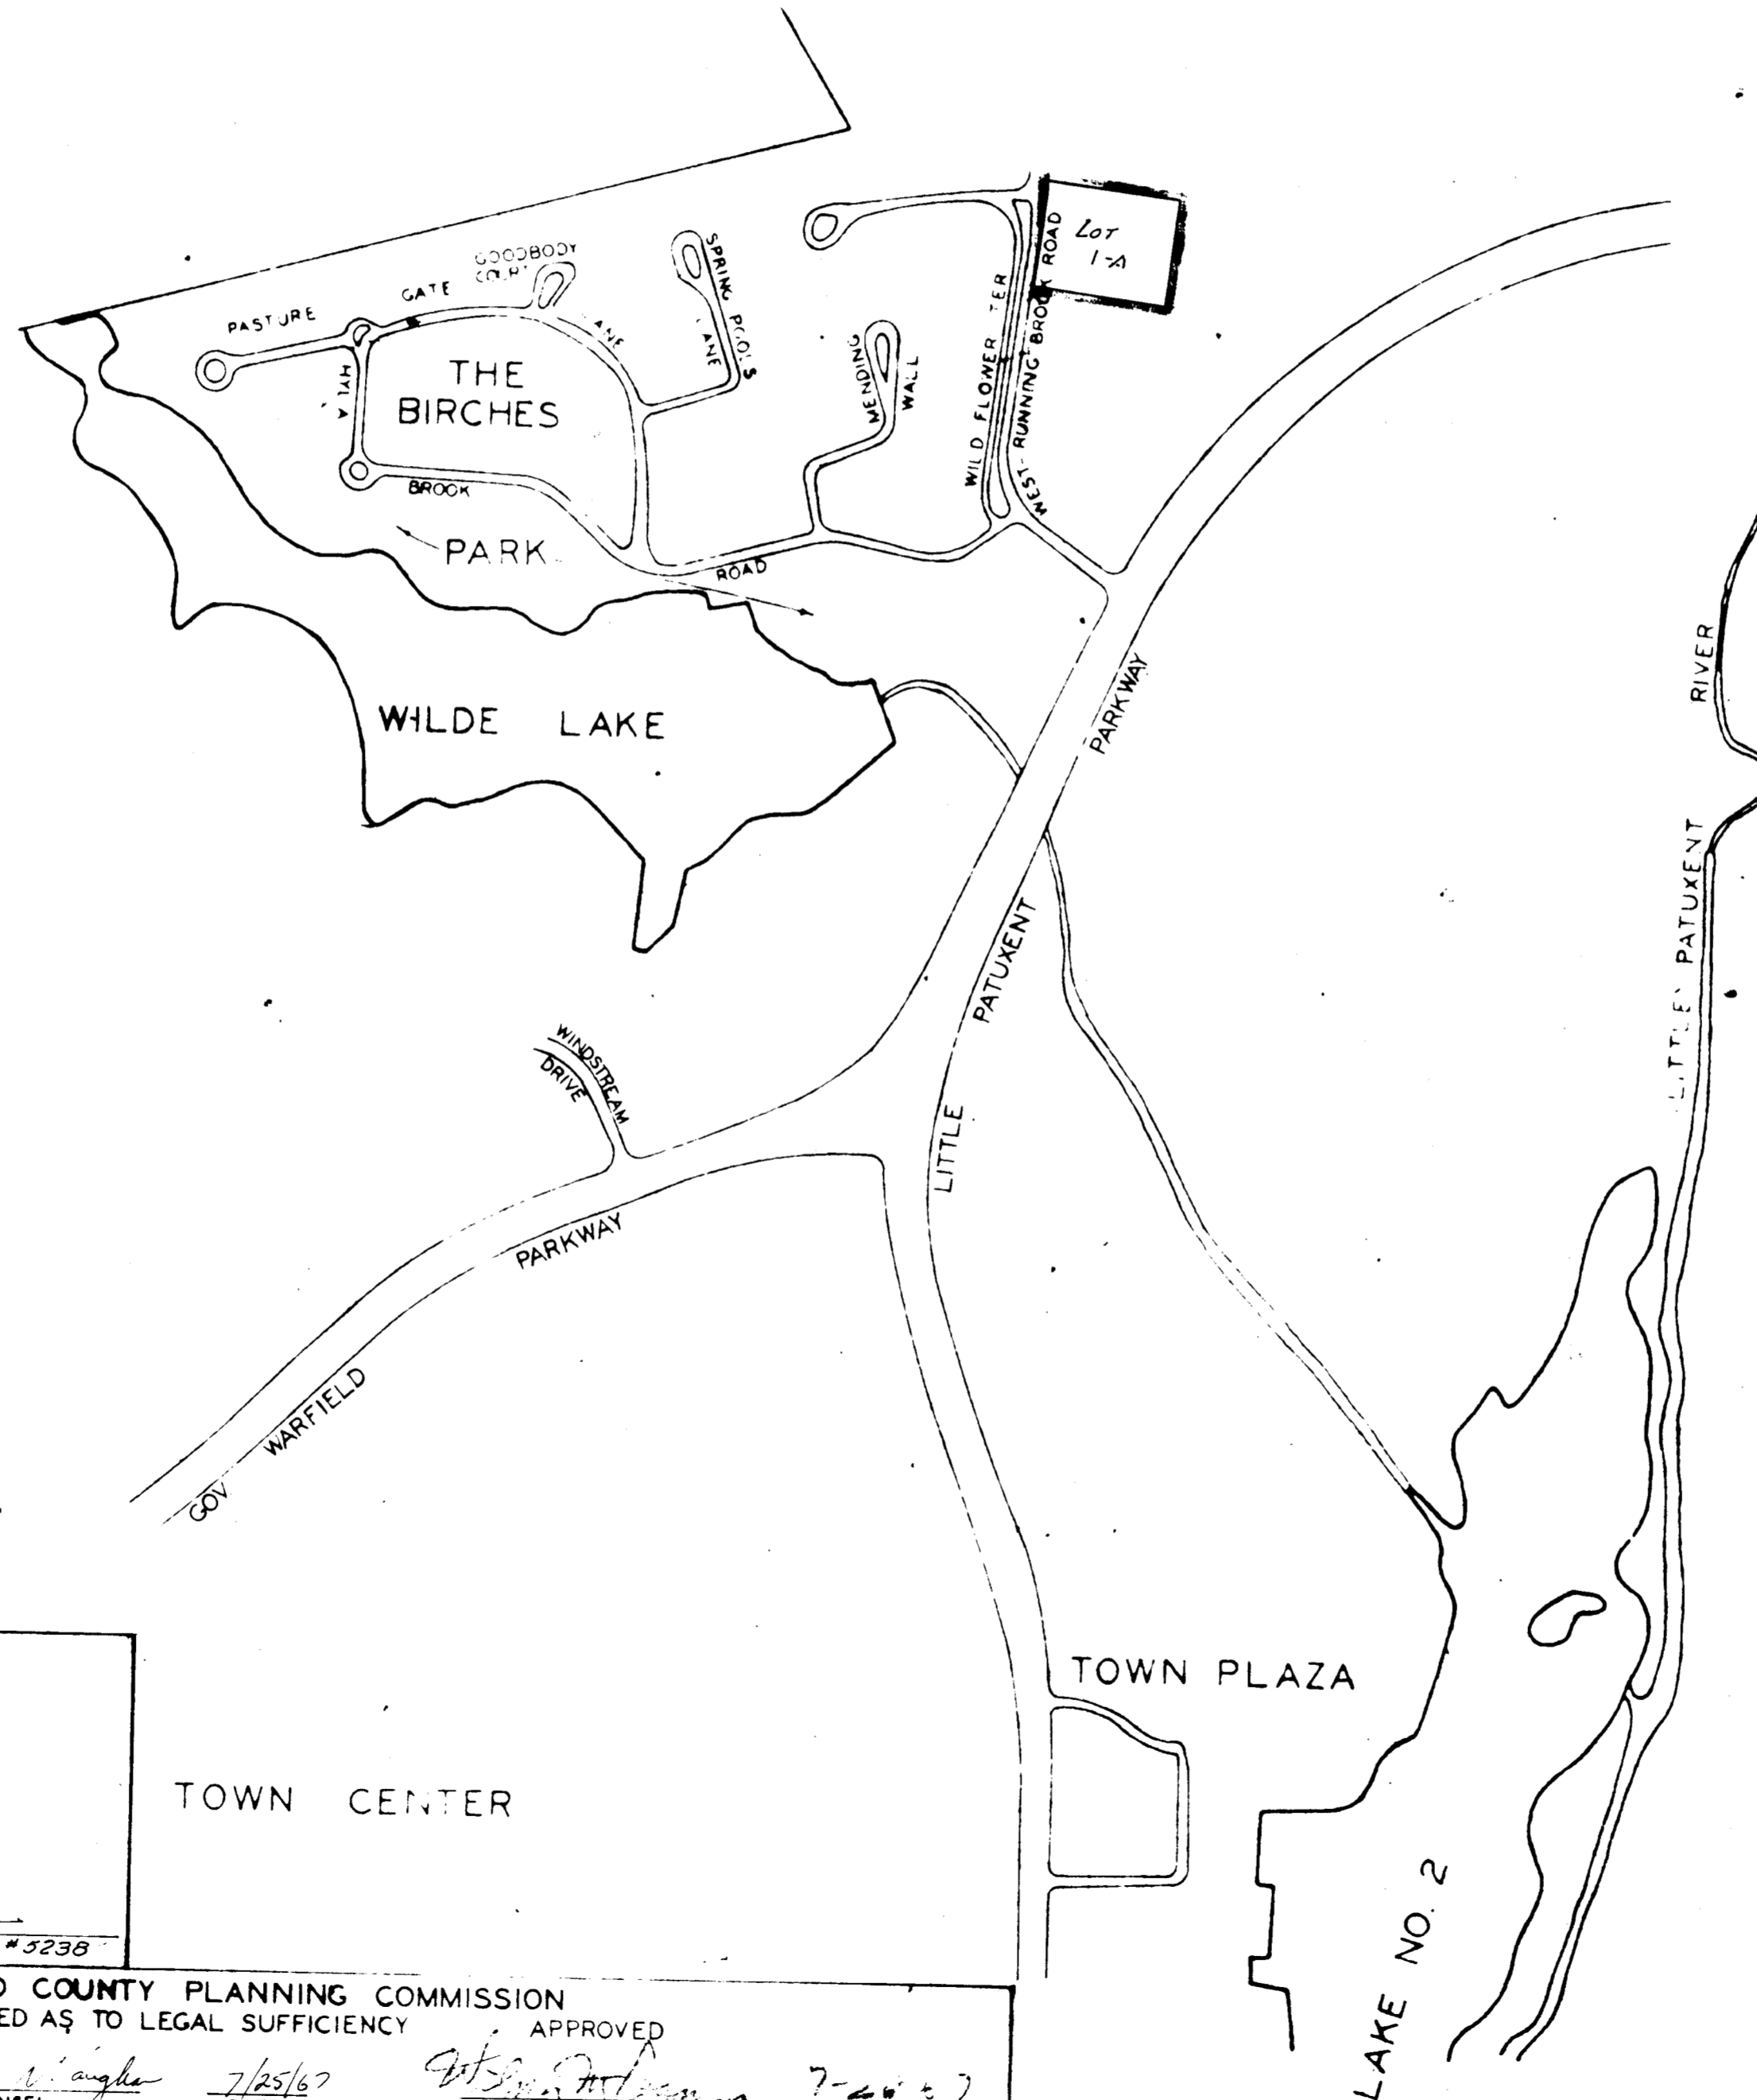 GOODBODY
COURT
PASTURE GATE LANE
SPRING POOLS
LANE
HYLA
BROOK
ROAD
THE
BIRCHES
MENDING
WALL
WILD FLOWER TER
WEST-RUNNING BROOK ROAD
LOT
1-A
PARK
WILDE LAKE
RIVER
LITTLE PATUXENT
PARKWAY
PATUXENT
LITTLE
WINDSTREAM
DRIVE
PARKWAY
WARFIELD
GOV
TOWN PLAZA
TOWN CENTER
LAKE NO. 2
#5238
COUNTY PLANNING COMMISSION
ED AS TO LEGAL SUFFICIENCY
APPROVED
7/25/67